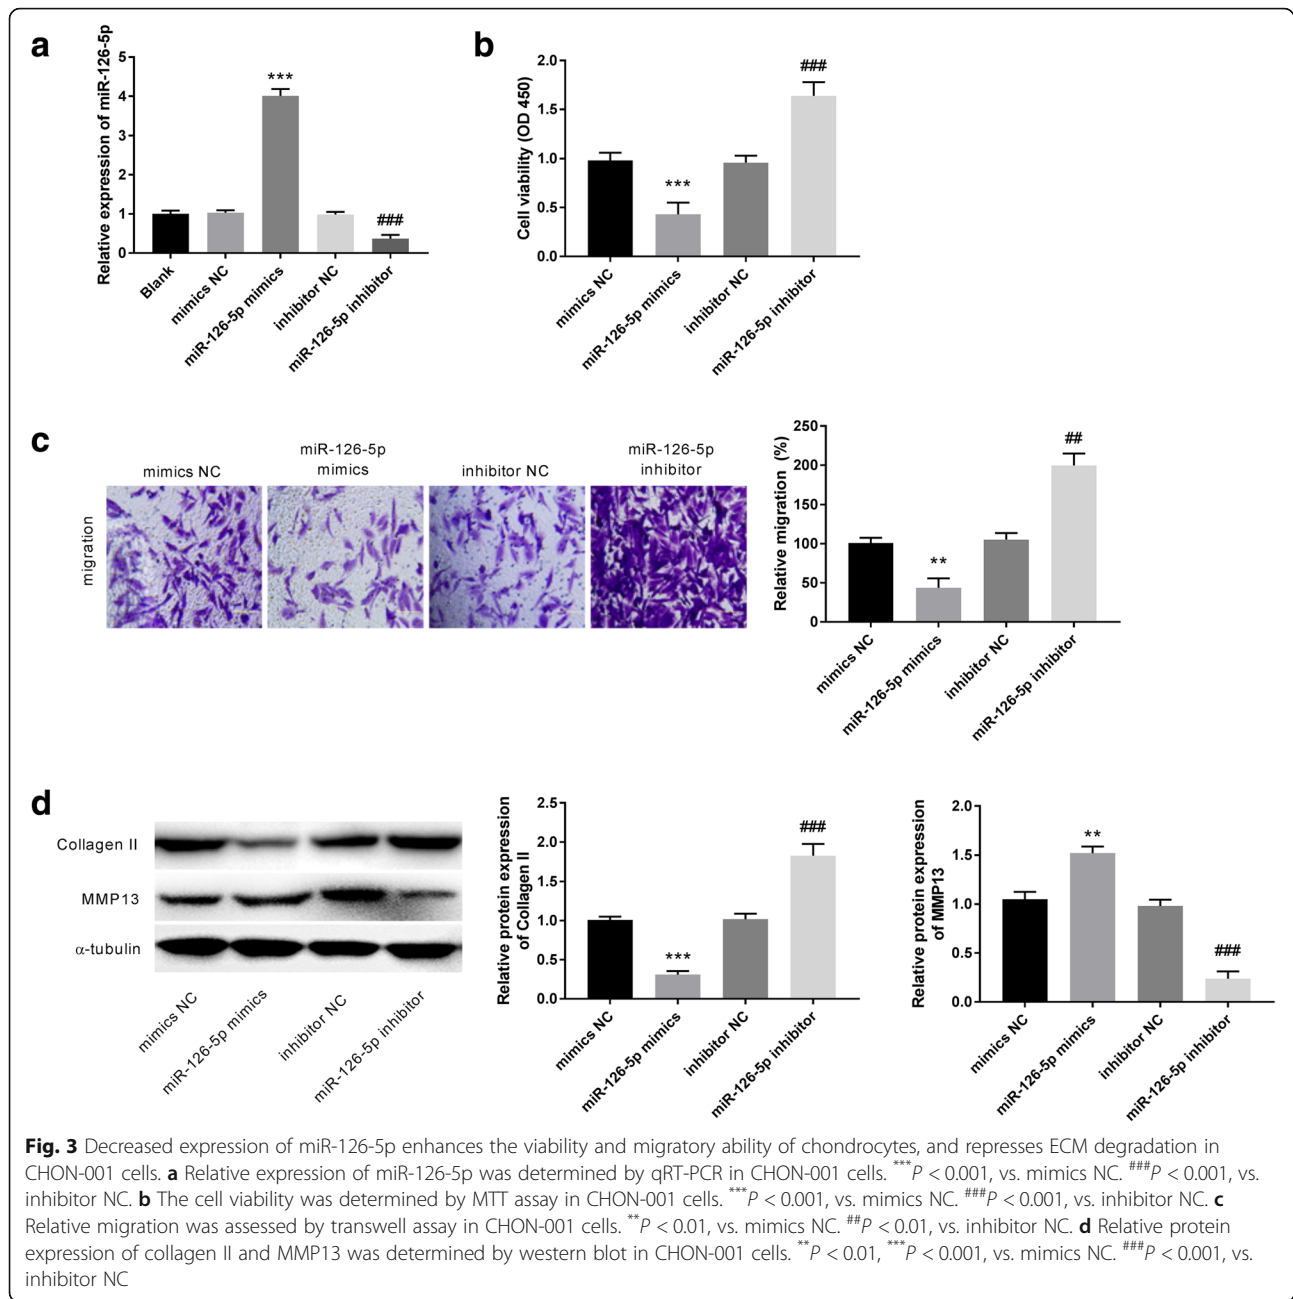 a
Relative expression of miR-126-5p
5
4
3
2
1
0
***
###
Blank
mimics NC
miR-126-5p mimics
inhibitor NC
miR-126-5p inhibitor
b
Cell viability (OD 450)
2.0
1.5
1.0
0.5
0.0
***
###
mimics NC
miR-126-5p mimics
inhibitor NC
miR-126-5p inhibitor
c
migration
mimics NC
miR-126-5p
mimics
inhibitor NC
miR-126-5p
inhibitor
Relative migration (%)
250
200
150
100
50
0
**
##
mimics NC
miR-126-5p mimics
inhibitor NC
miR-126-5p inhibitor
d
Collagen II
MMP13
α-tubulin
mimics NC
miR-126-5p mimics
inhibitor NC
miR-126-5p inhibitor
Relative protein expression
of Collagen II
2.5
2.0
1.5
1.0
0.5
0.0
***
###
mimics NC
miR-126-5p mimics
inhibitor NC
miR-126-5p inhibitor
Relative protein expression
of MMP13
2.0
1.5
1.0
0.5
0.0
**
###
mimics NC
miR-126-5p mimics
inhibitor NC
miR-126-5p inhibitor
Fig. 3 Decreased expression of miR-126-5p enhances the viability and migratory ability of chondrocytes, and represses ECM degradation in
CHON-001 cells. a Relative expression of miR-126-5p was determined by qRT-PCR in CHON-001 cells. ***P < 0.001, vs. mimics NC. ###P < 0.001, vs.
inhibitor NC. b The cell viability was determined by MTT assay in CHON-001 cells. ***P < 0.001, vs. mimics NC. ###P < 0.001, vs. inhibitor NC. c
Relative migration was assessed by transwell assay in CHON-001 cells. **P < 0.01, vs. mimics NC. ##P < 0.01, vs. inhibitor NC. d Relative protein
expression of collagen II and MMP13 was determined by western blot in CHON-001 cells. **P < 0.01, ***P < 0.001, vs. mimics NC. ###P < 0.001, vs.
inhibitor NC